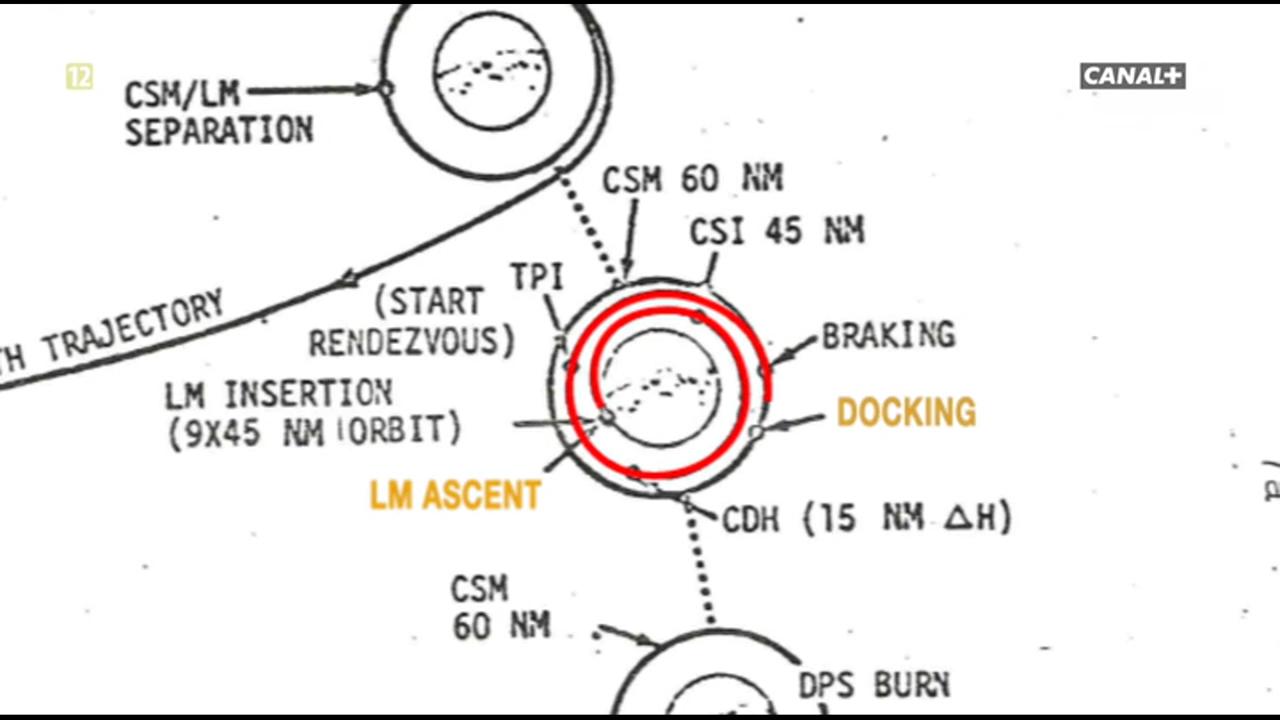 12
CANAL+
CSM/LM
SEPARATION
CSM 60 NM
CSI 45 NM
TPI
(START
RENDEZVOUS)
TH TRAJECTORY
BRAKING
LM INSERTION
(9X45 NM ORBIT)
DOCKING
LM ASCENT
CDH (15 NM ΔH)
CSM
60 NM
DPS BURN